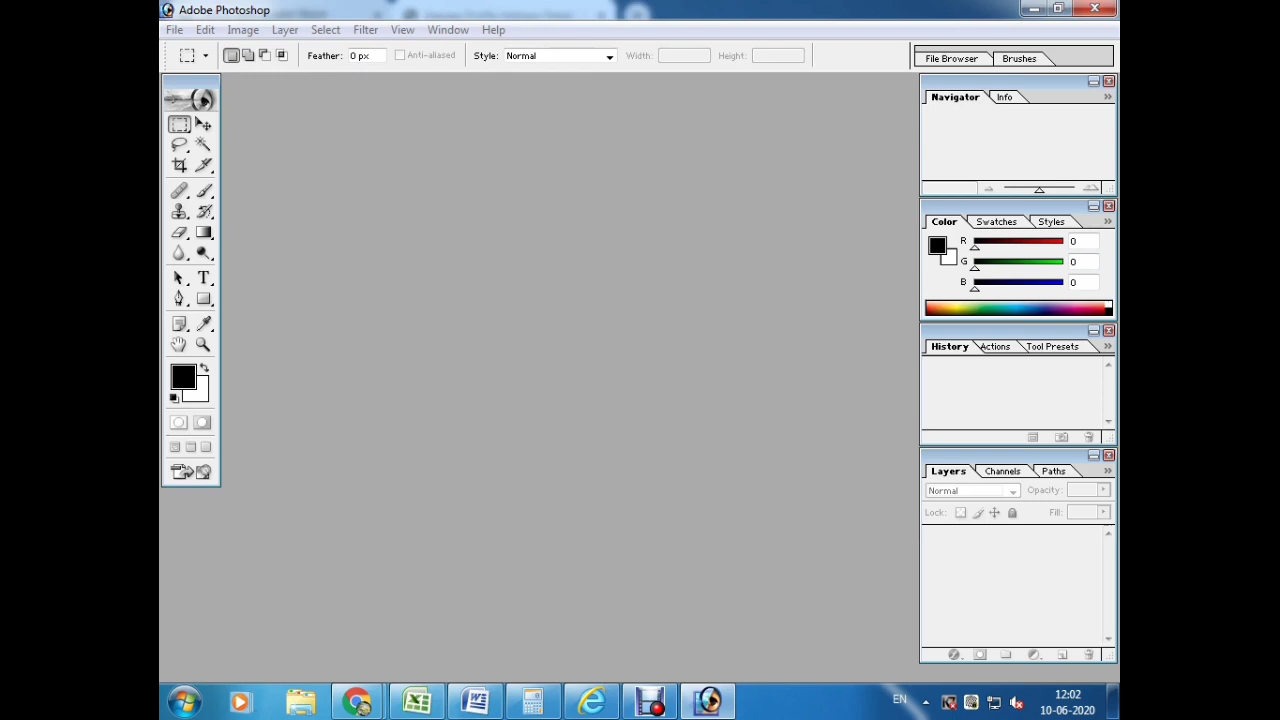 Adobe Photoshop
File Edit Image Layer Select Filter View Window Help
Feather: 0 px Anti-aliased Style: Normal Width: Height: File Browser Brushes
Navigator Info
Color Swatches Styles
R 0
G 0
B 0
T
History Actions Tool Presets
Layers Channels Paths
Normal Opacity:
Lock: Fill:
EN 12:02
10-06-2020